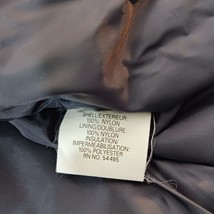 SHELL/EXTERIEUR:
100% NYLON
LINING/DOUBLURE:
100% NYLON
INSULATION/
IMPERMEABILISATION:
100% POLYESTER
RN NO. 54485